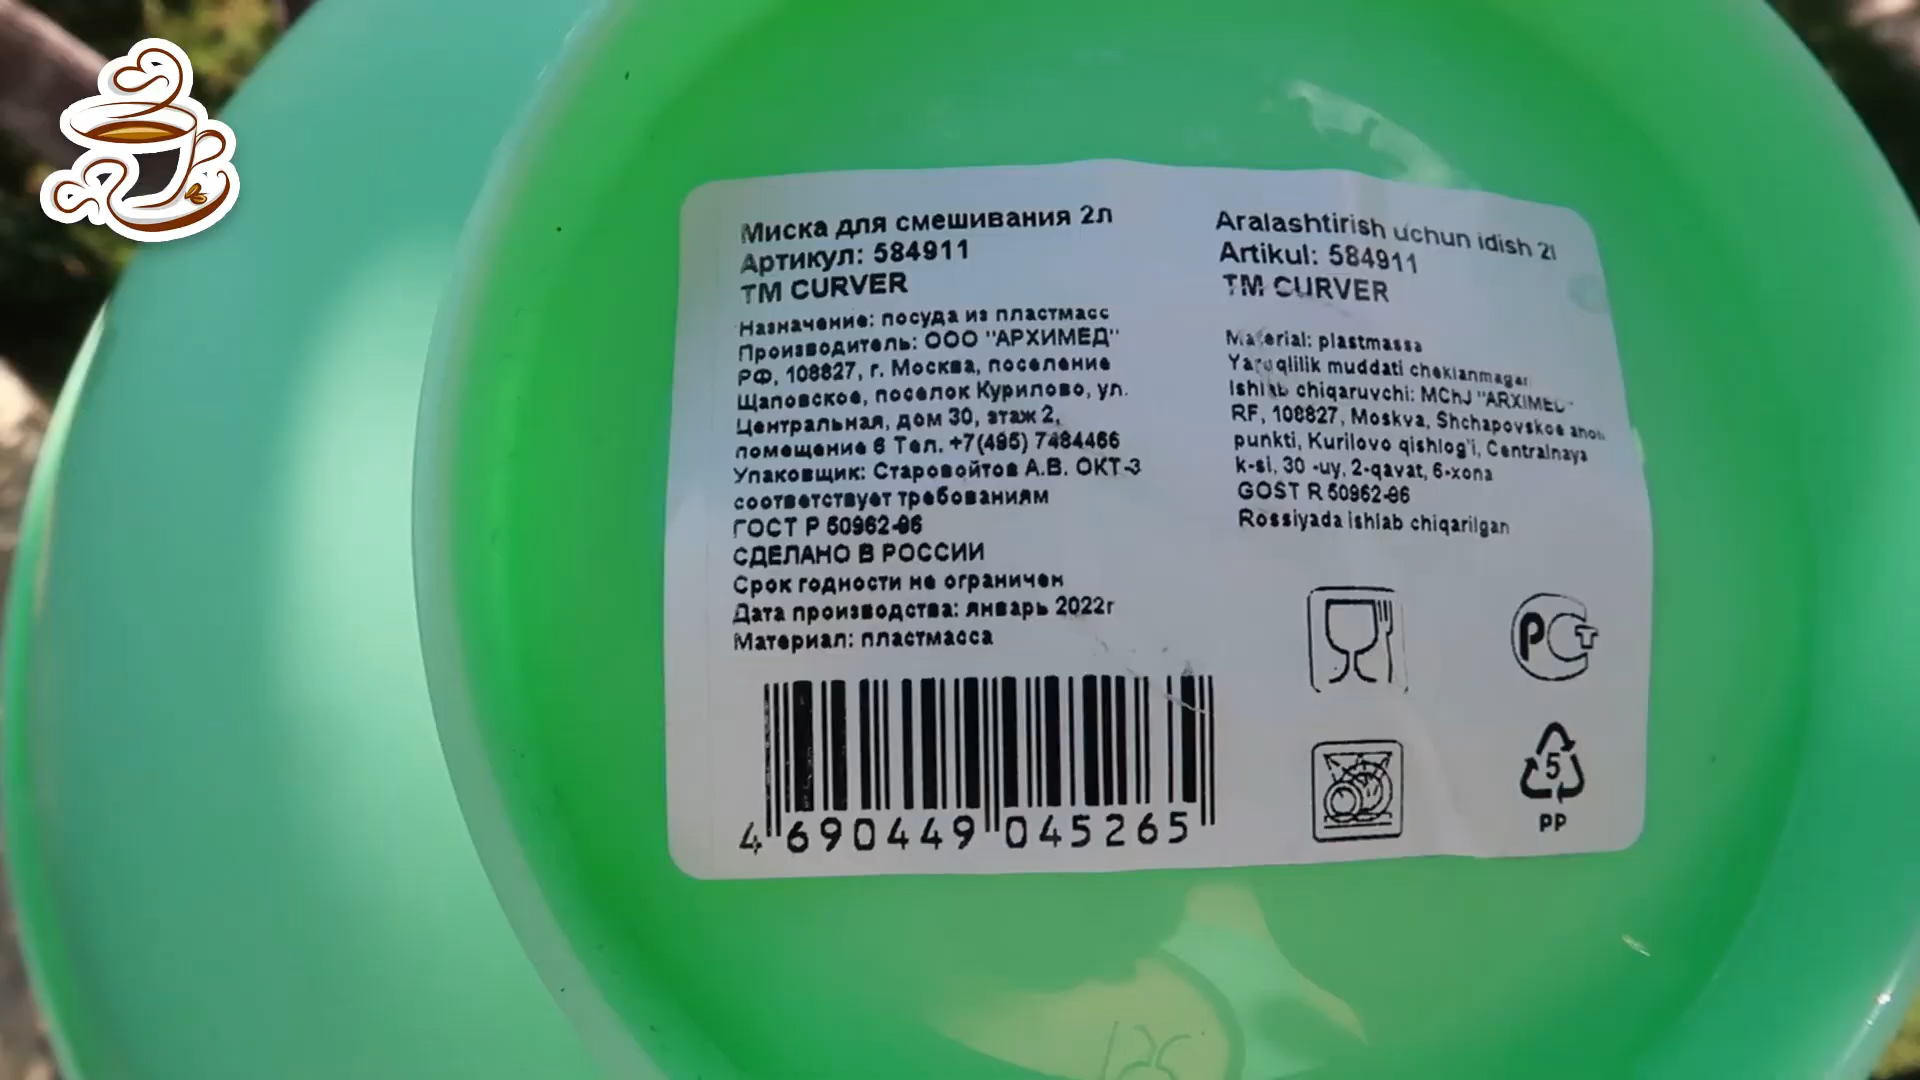 Миска для смешивания 2л
Артикул: 584911
TM CURVER
Назначение: посуда из пластмасс
Производитель: ООО "АРХИМЕД"
РФ, 108827, г. Москва, поселение
Щаповское, поселок Курилово, ул.
Центральная, дом 30, этаж 2,
помещение 6 Тел. +7(495) 7484466
Упаковщик: Старовойтов А.В. ОКТ-3
соответствует требованиям
ГОСТ Р 50962-96
СДЕЛАНО В РОССИИ
Срок годности не ограничен
Дата производства: январь 2022г
Материал: пластмасса
4 690449 045265
Aralashtirish uchun idish 2l
Artikul: 584911
TM CURVER
Material: plastmassa
Yaroqlilik muddati cheklanmagan
Ishlab chiqaruvchi: MChJ "ARXIMED"
RF, 108827, Moskva, Shchapovskoe
punkti, Kurilovo qishlog'i, Centralnaya
k-si, 30 -uy, 2-qavat, 6-xona
GOST R 50962-96
Rossiyada ishlab chiqarilgan
РСТ
5
PP